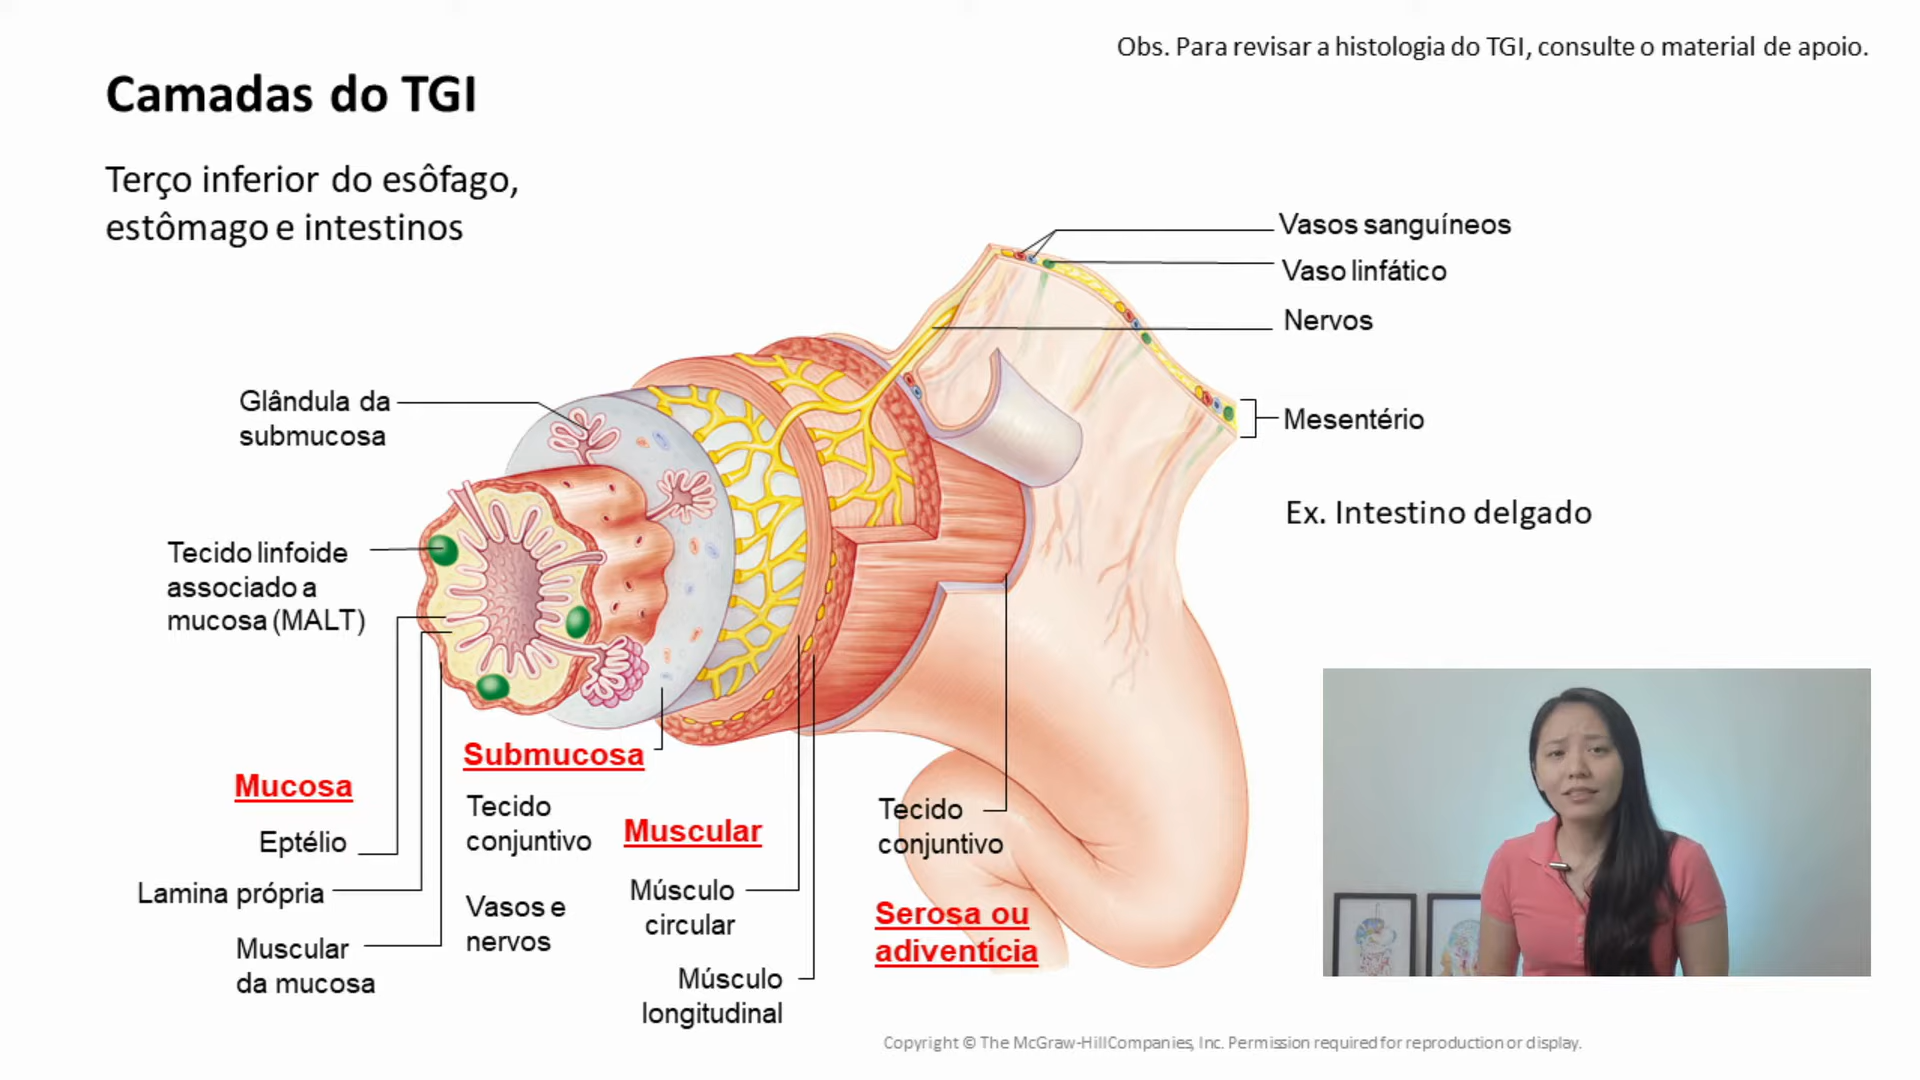 Obs. Para revisar a histologia do TGI, consulte o material de apoio.
Camadas do TGI
Terço inferior do esôfago,
estômago e intestinos
Vasos sanguíneos
Vaso linfático
Nervos
Mesentério
Ex. Intestino delgado
Glândula da
submucosa
Tecido linfoide
associado a
mucosa (MALT)
Mucosa
Eptélio
Lamina própria
Muscular
da mucosa
Submucosa
Tecido
conjuntivo
Vasos e
nervos
Muscular
Músculo
circular
Músculo
longitudinal
Tecido
conjuntivo
Serosa ou
adiventícia
Copyright © The McGraw-HillCompanies, Inc. Permission required for reproduction or display.